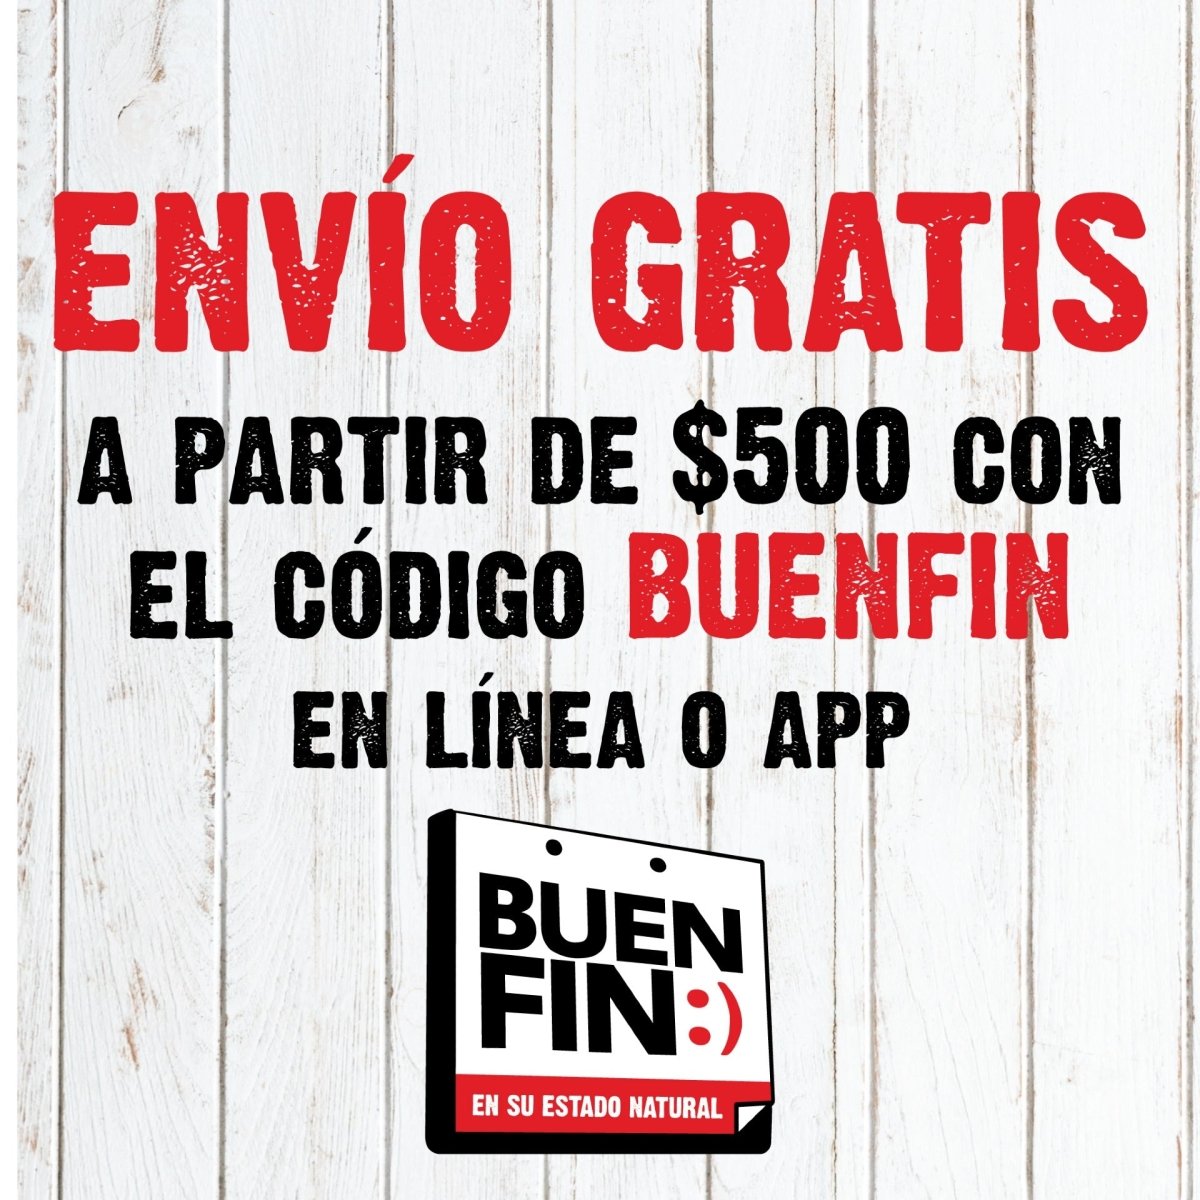 ENVÍO GRATIS
A PARTIR DE $500 CON
EL CÓDIGO BUENFIN
EN LÍNEA O APP
BUEN
FIN:)
EN SU ESTADO NATURAL